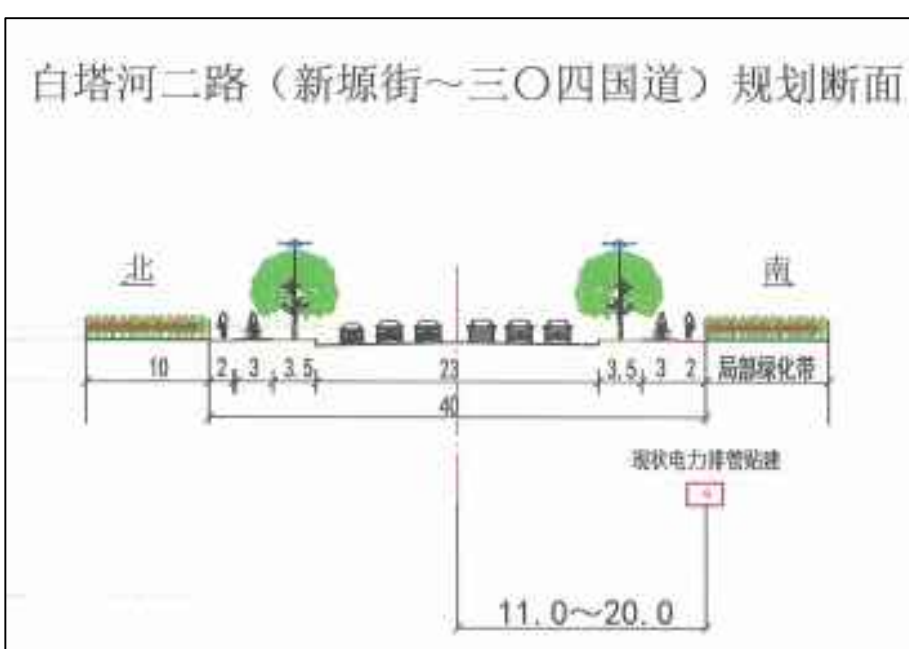 白塔河二路（新塬街～三〇四国道）规划断面
北
南
10 2 3 3.5 23 3.5 3 2 局部绿化带
40
现状电力排管贴建
11.0～20.0